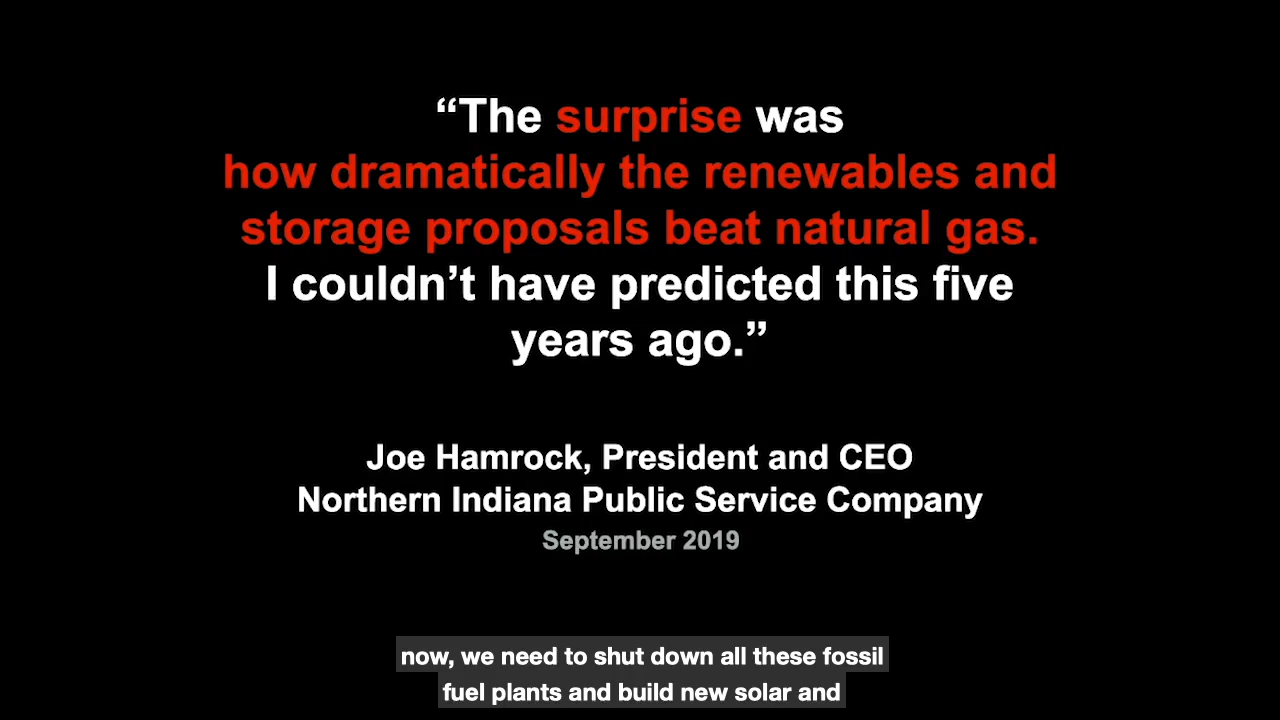 “The surprise was
how dramatically the renewables and
storage proposals beat natural gas.
I couldn’t have predicted this five
years ago.”
Joe Hamrock, President and CEO
Northern Indiana Public Service Company
September 2019
now, we need to shut down all these fossil
fuel plants and build new solar and